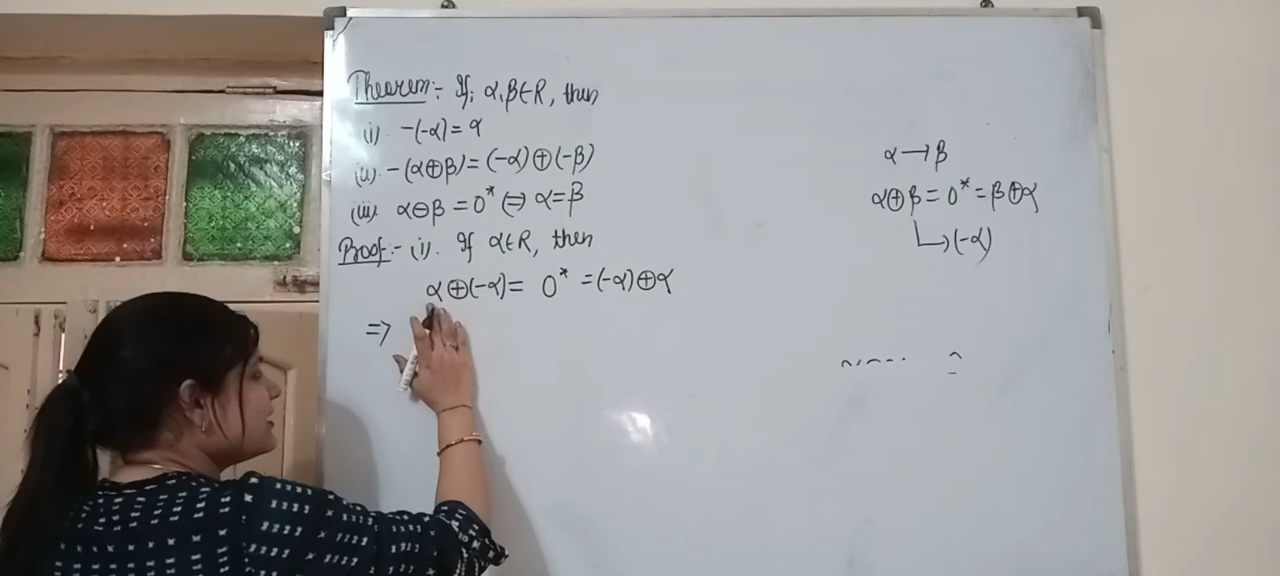 Theorem:- If, α,β∈R, then
(i) -(-α)=α
(ii) -(α⊕β)=(-α)⊕(-β)
(iii) α⊖β=0* ⇔ α=β
Proof:- (i). If α∈R, then
α⊕(-α)= 0* =(-α)⊕α
⇒
α→β
α⊕β=0*=β⊕α
↳(-α)